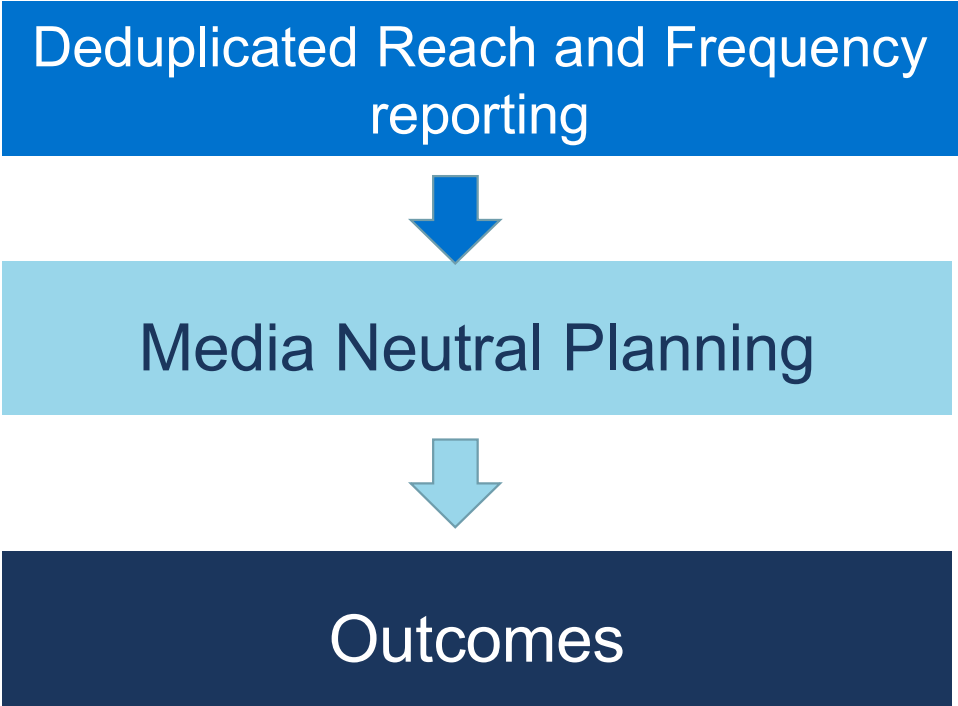 Deduplicated Reach and Frequency
reporting
Media Neutral Planning
Outcomes